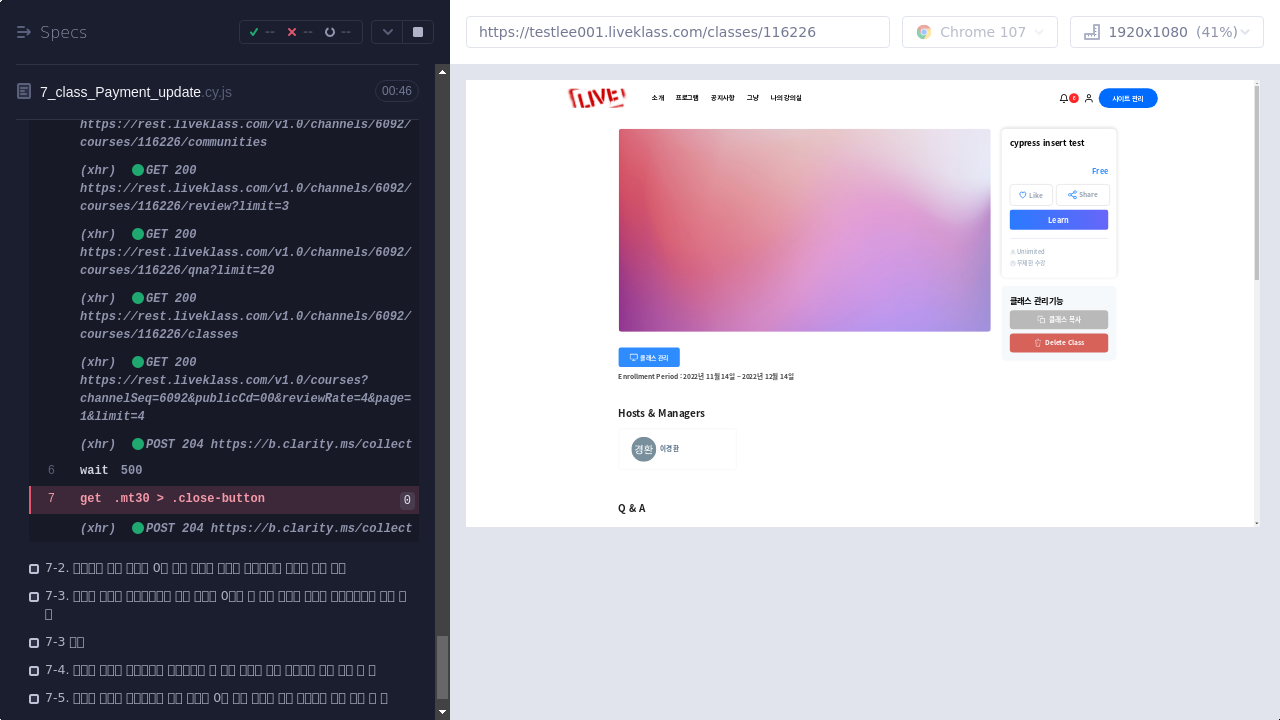 Specs
--
--
--
https://testlee001.liveklass.com/classes/116226
Chrome 107
1920x1080 (41%)
7_class_Payment_update.cy.js
00:46
https://rest.liveklass.com/v1.0/channels/6092/
courses/116226/communities
(xhr) GET 200
https://rest.liveklass.com/v1.0/channels/6092/
courses/116226/review?limit=3
(xhr) GET 200
https://rest.liveklass.com/v1.0/channels/6092/
courses/116226/qna?limit=20
(xhr) GET 200
https://rest.liveklass.com/v1.0/channels/6092/
courses/116226/classes
(xhr) GET 200
https://rest.liveklass.com/v1.0/courses?
channelSeq=6092&publicCd=00&reviewRate=4&page=
1&limit=4
(xhr) POST 204 https://b.clarity.ms/collect
6 wait 500
7 get .mt30 > .close-button 0
(xhr) POST 204 https://b.clarity.ms/collect
7-2.
7-3.
7-3
7-4.
7-5.
LIVE!
소개 프로그램 공지사항 그냥 나의 강의실
6
사이트 관리
cypress insert test
Free
Like
Share
Learn
Unlimited
무제한 수강
클래스 관리기능
클래스 복사
Delete Class
클래스 관리
Enrollment Period : 2022년 11월 14일 ~ 2022년 12월 14일
Hosts & Managers
경환
이경환
Q & A